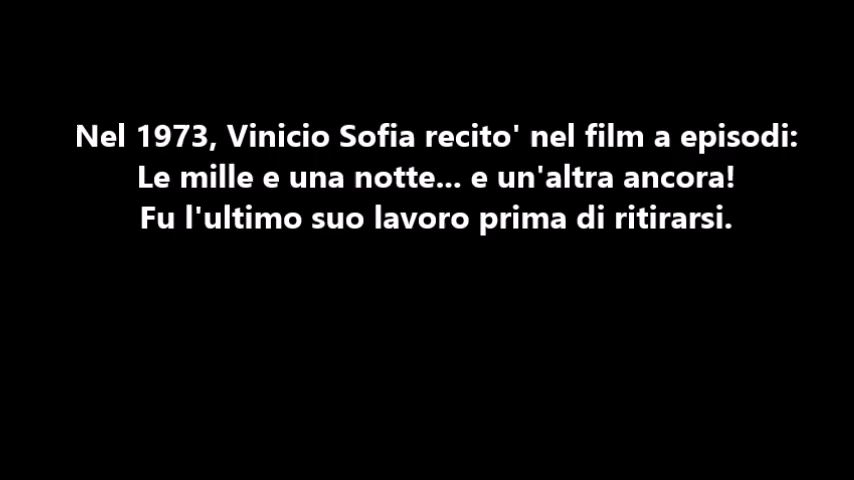 Nel 1973, Vinicio Sofia recito' nel film a episodi:
Le mille e una notte... e un'altra ancora!
Fu l'ultimo suo lavoro prima di ritirarsi.